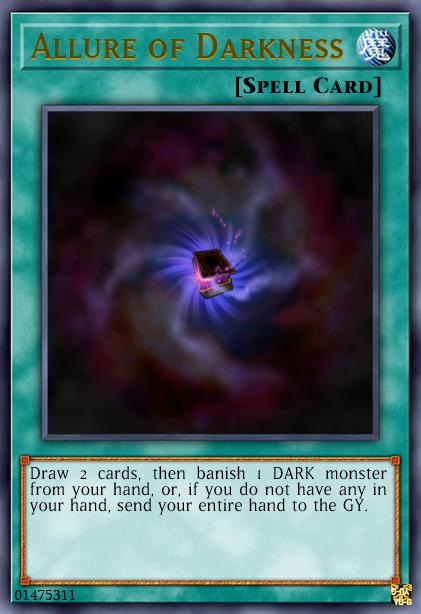 Allure of Darkness
魔
[Spell Card]
Draw 2 cards, then banish 1 DARK monster
from your hand, or, if you do not have any in
your hand, send your entire hand to the GY.
01475311